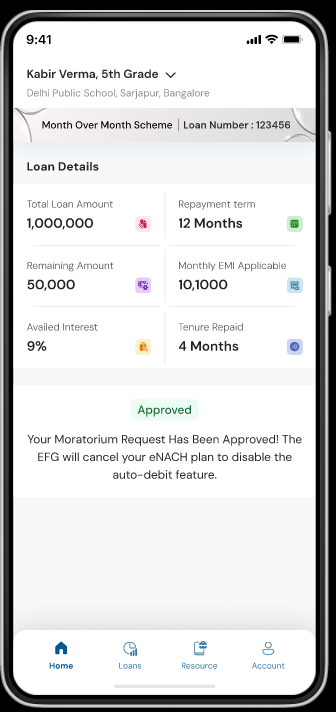 9:41
Kabir Verma, 5th Grade
Delhi Public School, Sarjapur, Bangalore
Month Over Month Scheme | Loan Number : 123456
Loan Details
Total Loan Amount
1,000,000
Repayment term
12 Months
Remaining Amount
50,000
Monthly EMI Applicable
10,1000
Availed Interest
9%
Tenure Repaid
4 Months
Approved
Your Moratorium Request Has Been Approved! The
EFG will cancel your eNACH plan to disable the
auto-debit feature.
Home
Loans
Resource
Account